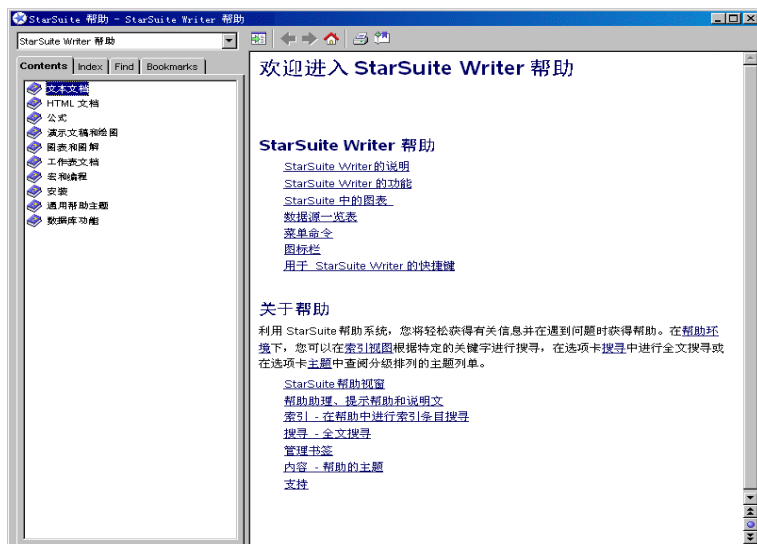 StarSuite 帮助 - StarSuite Writer 帮助
StarSuite Writer 帮助
Contents Index Find Bookmarks
文本文档
HTML 文档
公式
演示文稿和绘图
图表和图解
工作表文档
宏和编程
安装
通用帮助主题
数据库功能
欢迎进入 StarSuite Writer 帮助
StarSuite Writer 帮助
StarSuite Writer 的说明
StarSuite Writer 的功能
StarSuite 中的图表
数据源一览表
菜单命令
图标栏
用于 StarSuite Writer 的快捷键
关于帮助
利用 StarSuite 帮助系统，您将轻松获得有关信息并在遇到问题时获得帮助。在帮助环
境下，您可以在索引视图根据特定的关键字进行搜寻，在选项卡搜寻中进行全文搜寻或
在选项卡主题中查阅分级排列的主题列单。
StarSuite 帮助视窗
帮助助理、提示帮助和说明文
索引 - 在帮助中进行索引条目搜寻
搜寻 - 全文搜寻
管理书签
内容 - 帮助的主题
支持